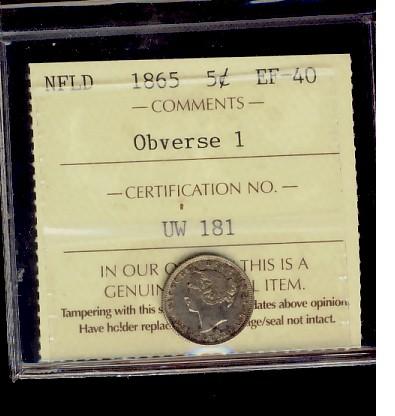 NFLD 1865 5¢ EF-40
— COMMENTS —
Obverse 1
— CERTIFICATION NO. —
UW 181
IN OUR THIS IS A
GENUIN L ITEM.
Tampering with this s lates above opinion.
Have holder replac ge/seal not intact.